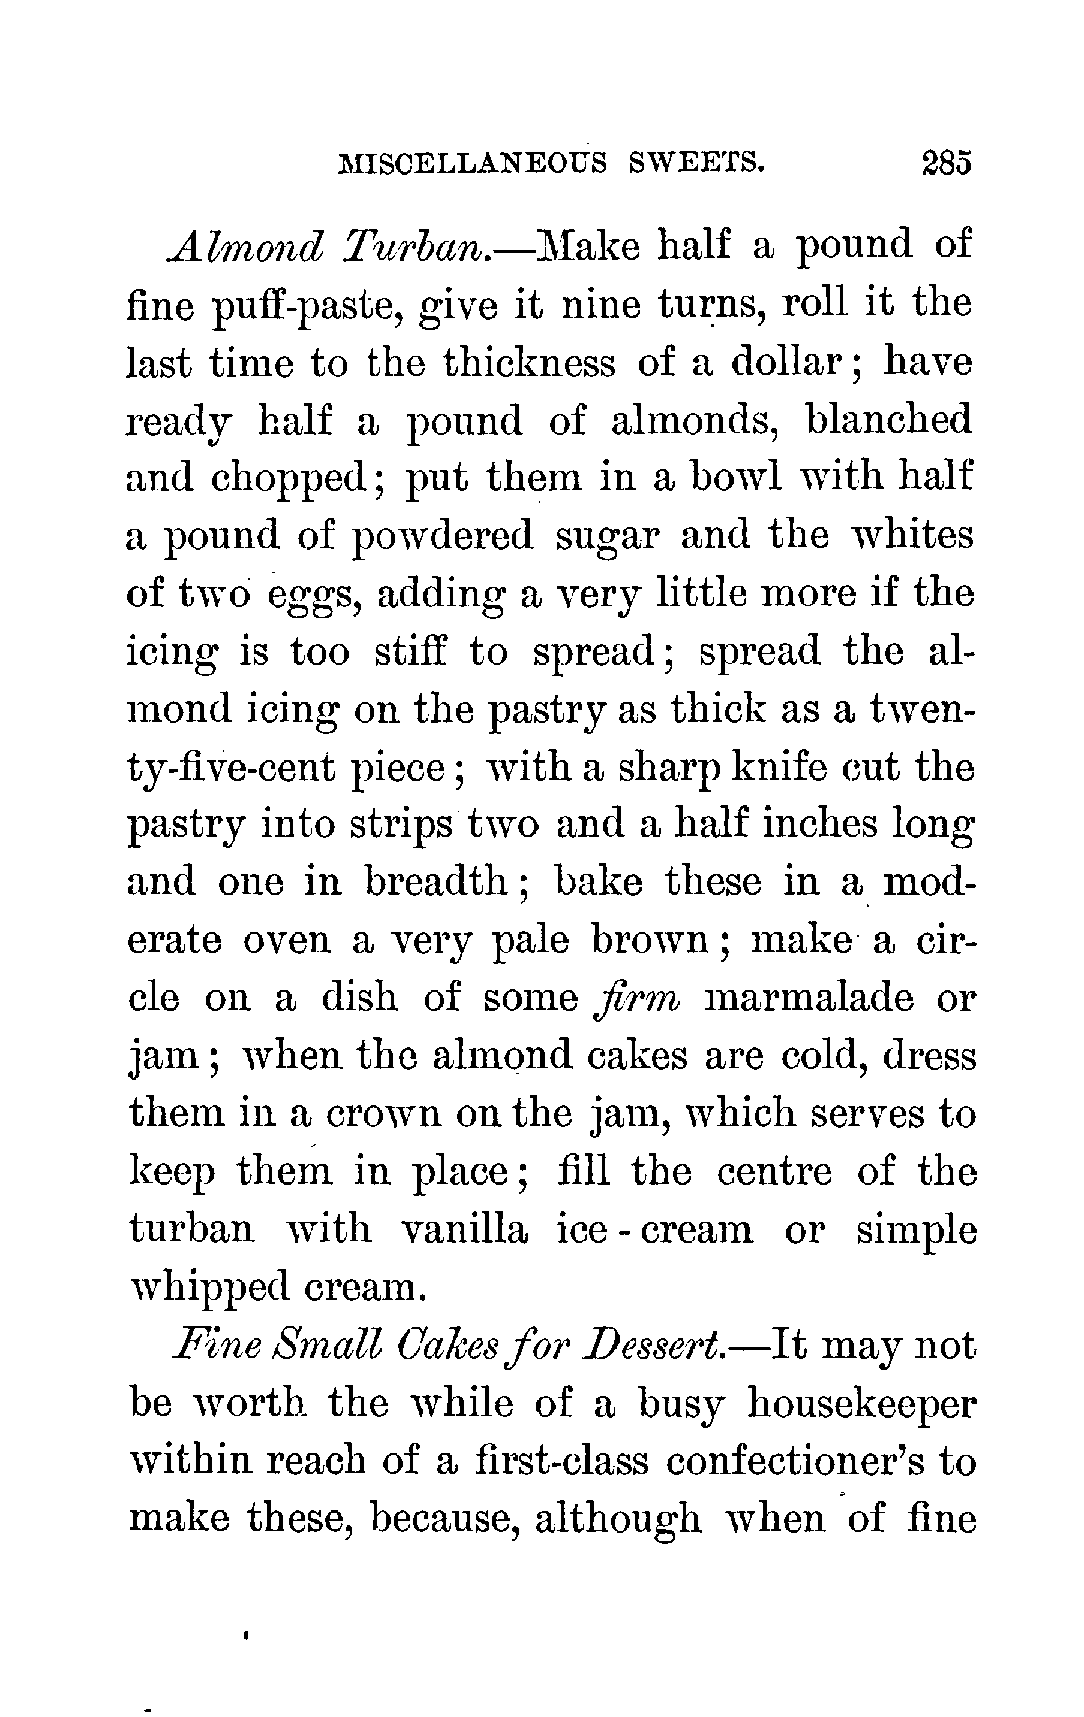 MISCELLANEOUS SWEETS. 285
Almond Turban.—Make half a pound of
fine puff-paste, give it nine turns, roll it the
last time to the thickness of a dollar; have
ready half a pound of almonds, blanched
and chopped; put them in a bowl with half
a pound of powdered sugar and the whites
of two eggs, adding a very little more if the
icing is too stiff to spread; spread the al-
mond icing on the pastry as thick as a twen-
ty-five-cent piece; with a sharp knife cut the
pastry into strips two and a half inches long
and one in breadth; bake these in a mod-
erate oven a very pale brown; make a cir-
cle on a dish of some firm marmalade or
jam; when the almond cakes are cold, dress
them in a crown on the jam, which serves to
keep them in place; fill the centre of the
turban with vanilla ice-cream or simple
whipped cream.
Fine Small Cakes for Dessert.—It may not
be worth the while of a busy housekeeper
within reach of a first-class confectioner's to
make these, because, although when of fine